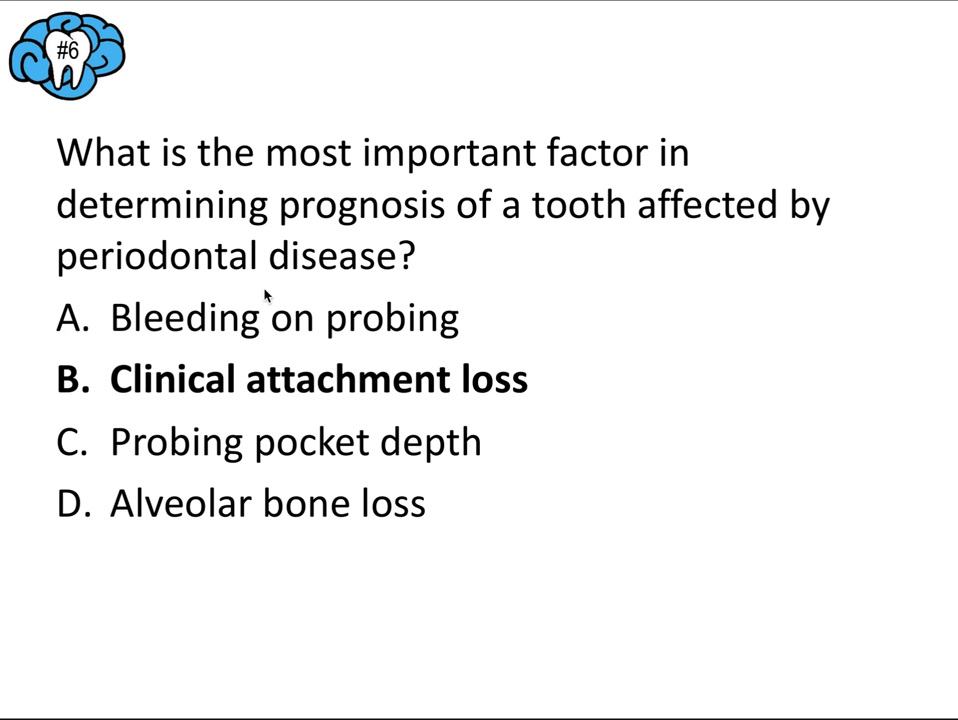 #6
What is the most important factor in
determining prognosis of a tooth affected by
periodontal disease?
A. Bleeding on probing
B. Clinical attachment loss
C. Probing pocket depth
D. Alveolar bone loss